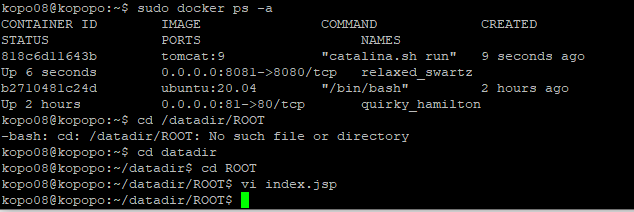 kopo08@kopopo:~$ sudo docker ps -a
CONTAINER ID        IMAGE               COMMAND             CREATED
STATUS              PORTS                    NAMES
818c6d11643b        tomcat:9            "catalina.sh run"   9 seconds ago
Up 6 seconds        0.0.0.0:8081->8080/tcp   relaxed_swartz
b2710481c24d        ubuntu:20.04        "/bin/bash"         2 hours ago
Up 2 hours          0.0.0.0:81->80/tcp       quirky_hamilton
kopo08@kopopo:~$ cd /datadir/ROOT
-bash: cd: /datadir/ROOT: No such file or directory
kopo08@kopopo:~$ cd datadir
kopo08@kopopo:~/datadir$ cd ROOT
kopo08@kopopo:~/datadir/ROOT$ vi index.jsp
kopo08@kopopo:~/datadir/ROOT$